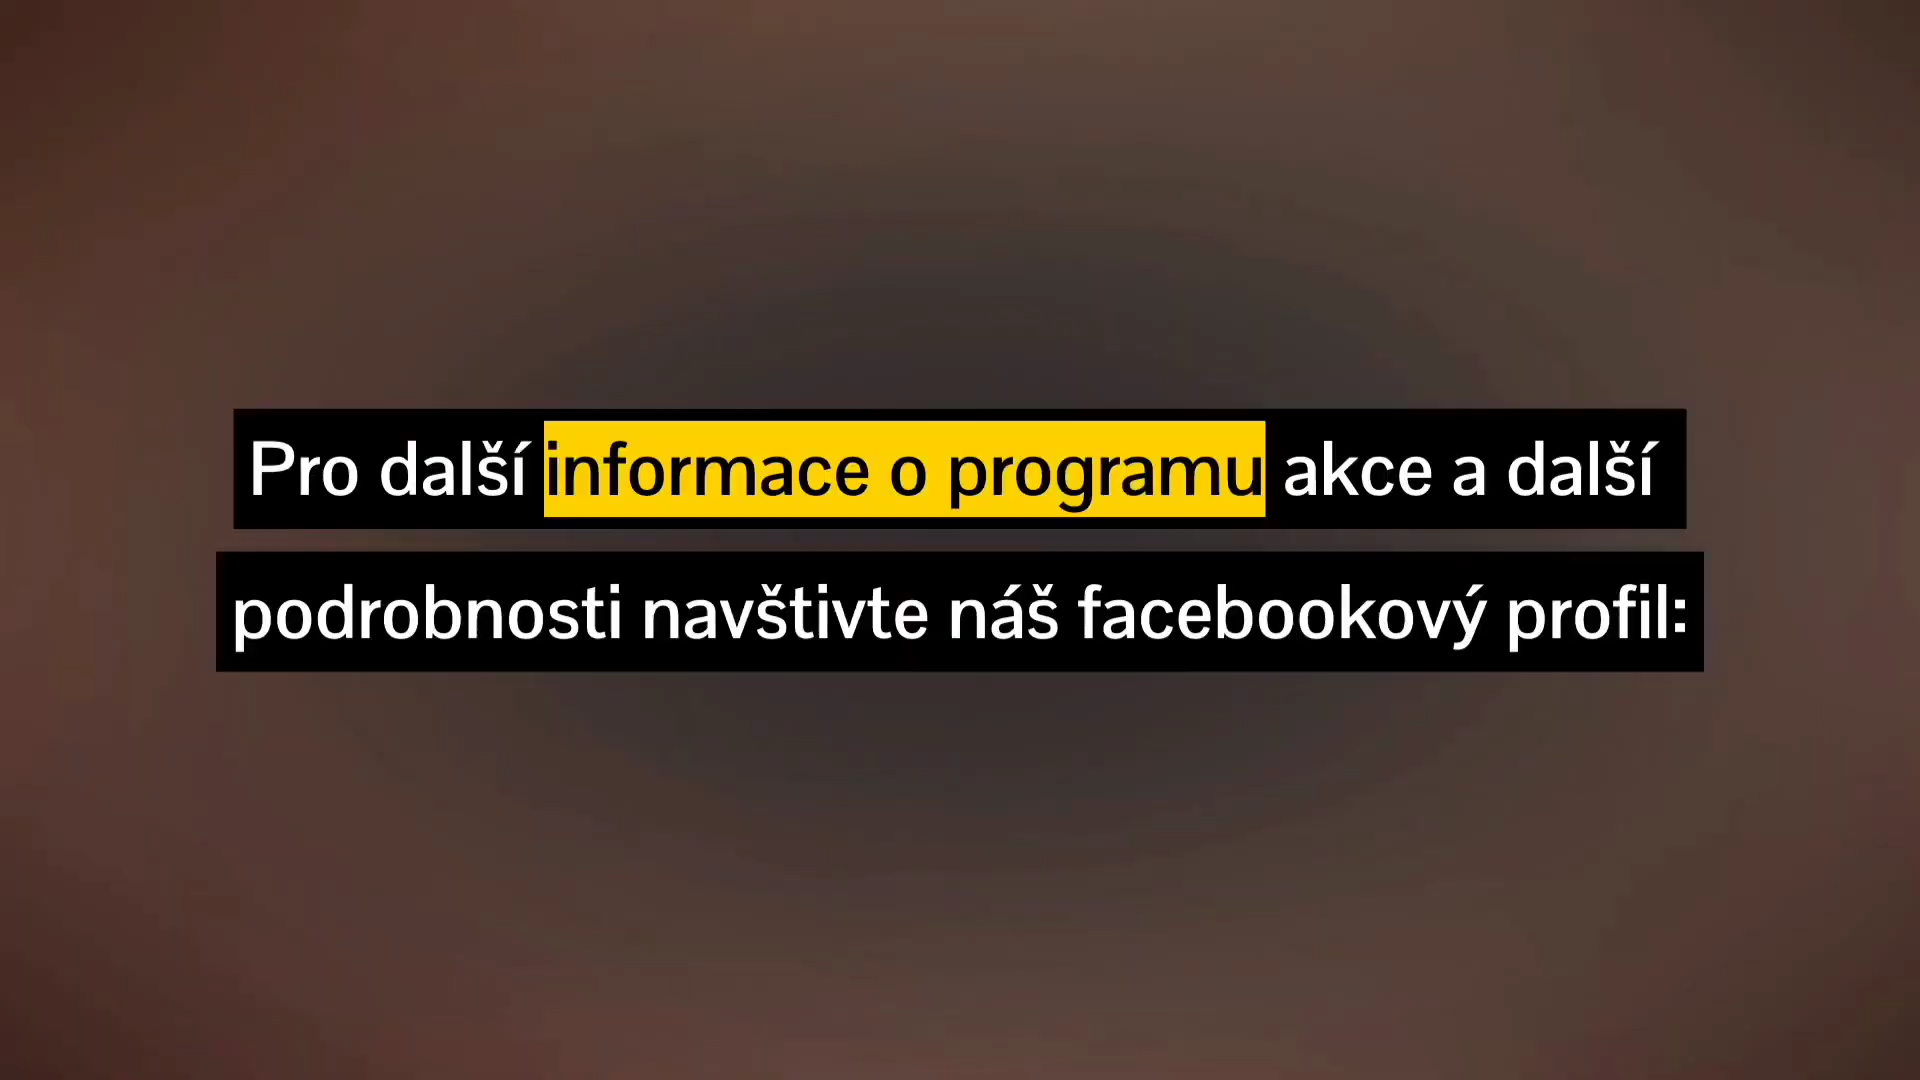 Pro další informace o programu akce a další
podrobnosti navštivte náš facebookový profil: